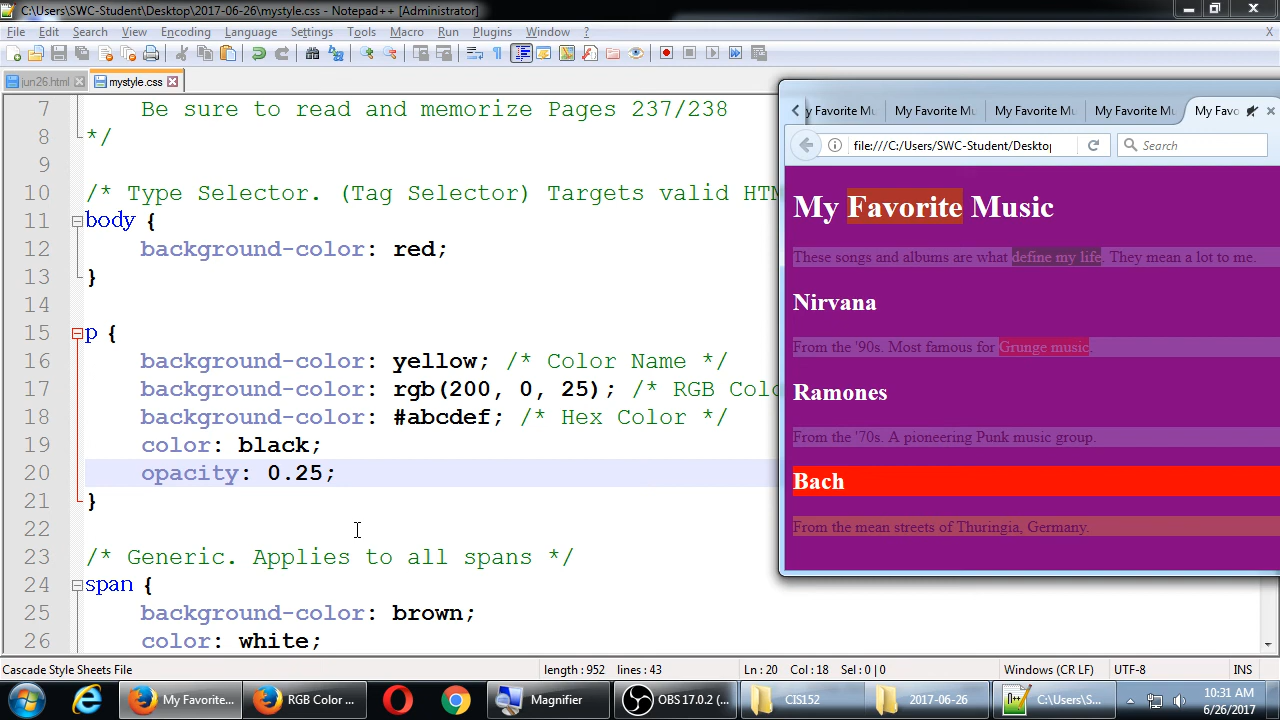 C:\Users\SWC-Student\Desktop\2017-06-26\mystyle.css - Notepad++ [Administrator]
File Edit Search View Encoding Language Settings Tools Macro Run Plugins Window ? X
jun26.html mystyle.css
7 Be sure to read and memorize Pages 237/238
8 */
9
10 /* Type Selector. (Tag Selector) Targets valid HTM
11 body {
12 background-color: red;
13 }
14
15 p {
16 background-color: yellow; /* Color Name */
17 background-color: rgb(200, 0, 25); /* RGB Colo
18 background-color: #abcdef; /* Hex Color */
19 color: black;
20 opacity: 0.25;
21 }
22
23 /* Generic. Applies to all spans */
24 span {
25 background-color: brown;
26 color: white;
y Favorite Mu My Favorite Mu My Favorite Mu My Favorite Mu My Favo
file:///C:/Users/SWC-Student/Desktop Search
My Favorite Music
These songs and albums are what define my life. They mean a lot to me.
Nirvana
From the '90s. Most famous for Grunge music.
Ramones
From the '70s. A pioneering Punk music group.
Bach
From the mean streets of Thuringia, Germany.
Cascade Style Sheets File length : 952 lines : 43 Ln : 20 Col : 18 Sel : 0 | 0 Windows (CR LF) UTF-8 INS
My Favorite... RGB Color ... Magnifier OBS 17.0.2 (... CIS152 2017-06-26 C:\Users\S...
10:31 AM
6/26/2017